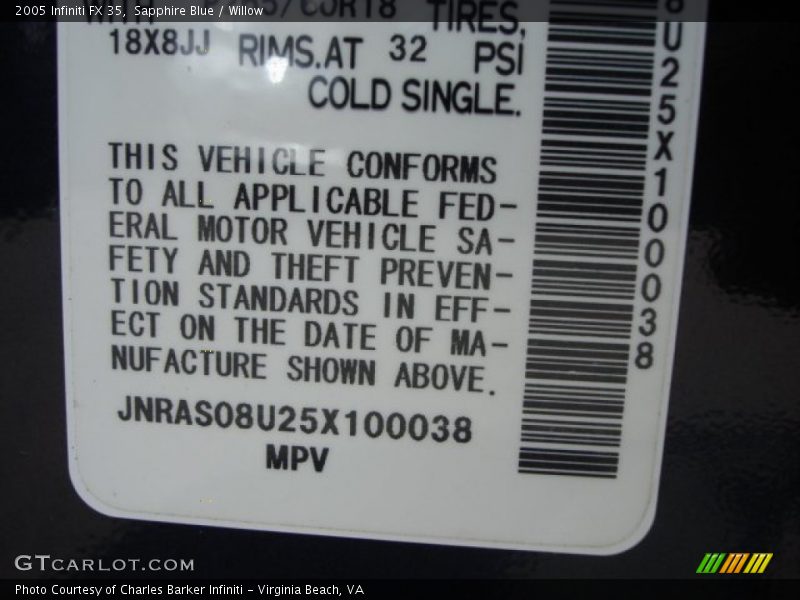 2005 Infiniti FX 35, Sapphire Blue / Willow
TIRES,
18X8JJ RIMS.AT 32 PSI
COLD SINGLE.
THIS VEHICLE CONFORMS
TO ALL APPLICABLE FED-
ERAL MOTOR VEHICLE SA-
FETY AND THEFT PREVEN-
TION STANDARDS IN EFF-
ECT ON THE DATE OF MA-
NUFACTURE SHOWN ABOVE.
JNRAS08U25X100038
MPV
8U25X100038
GTCARLOT.COM
Photo Courtesy of Charles Barker Infiniti - Virginia Beach, VA